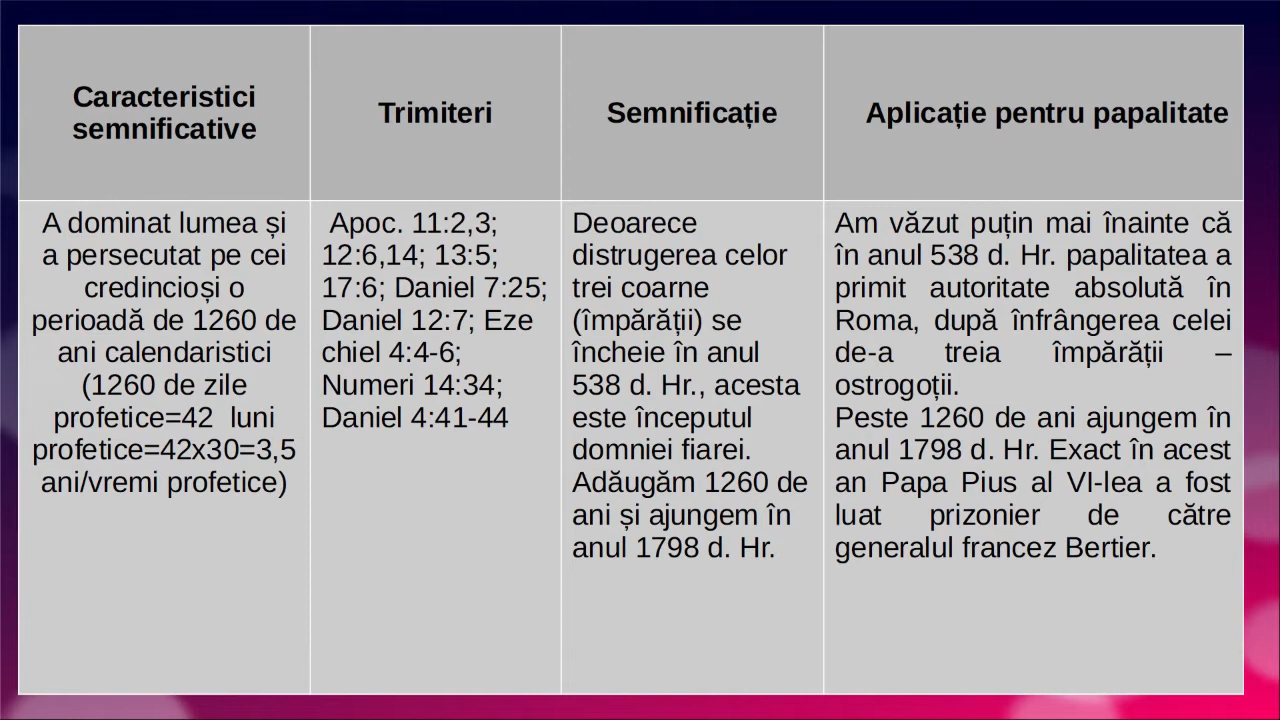 Caracteristici
semnificative
Trimiteri
Semnificație
Aplicație pentru papalitate
A dominat lumea și
a persecutat pe cei
credincioși o
perioadă de 1260 de
ani calendaristici
(1260 de zile
profetice=42 luni
profetice=42x30=3,5
ani/vremi profetice)
Apoc. 11:2,3;
12:6,14; 13:5;
17:6; Daniel 7:25;
Daniel 12:7; Eze
chiel 4:4-6;
Numeri 14:34;
Daniel 4:41-44
Deoarece
distrugerea celor
trei coarne
(împărății) se
încheie în anul
538 d. Hr., acesta
este începutul
domniei fiarei.
Adăugăm 1260 de
ani și ajungem în
anul 1798 d. Hr.
Am văzut puțin mai înainte că
în anul 538 d. Hr. papalitatea a
primit autoritate absolută în
Roma, după înfrângerea celei
de-a treia împărății –
ostrogoții.
Peste 1260 de ani ajungem în
anul 1798 d. Hr. Exact în acest
an Papa Pius al VI-lea a fost
luat prizonier de către
generalul francez Bertier.